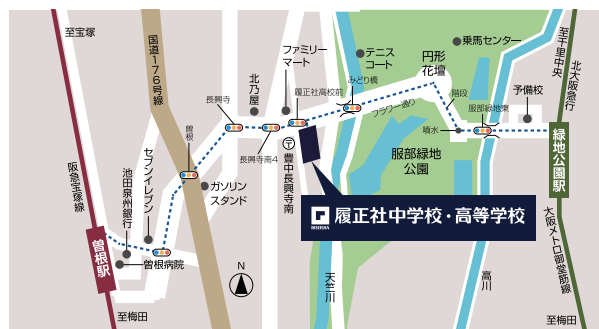 至宝塚
国道176号線
北乃屋
ファミリー
マート
テニス
コート
乗馬センター
円形
花壇
至千里中央
北大阪急行
予備校
みどり橋
フラワー通り
階段
服部緑地東
噴水
長興寺
履正社高校前
長興寺南4
曽根
〒
豊中長興寺南
服部緑地
公園
緑地公園駅
阪急宝塚線
池田泉州銀行
セブンイレブン
ガソリン
スタンド
曽根駅
曽根病院
履正社中学校・高等学校
N
天竺川
高川
大阪メトロ御堂筋線
至梅田
至梅田